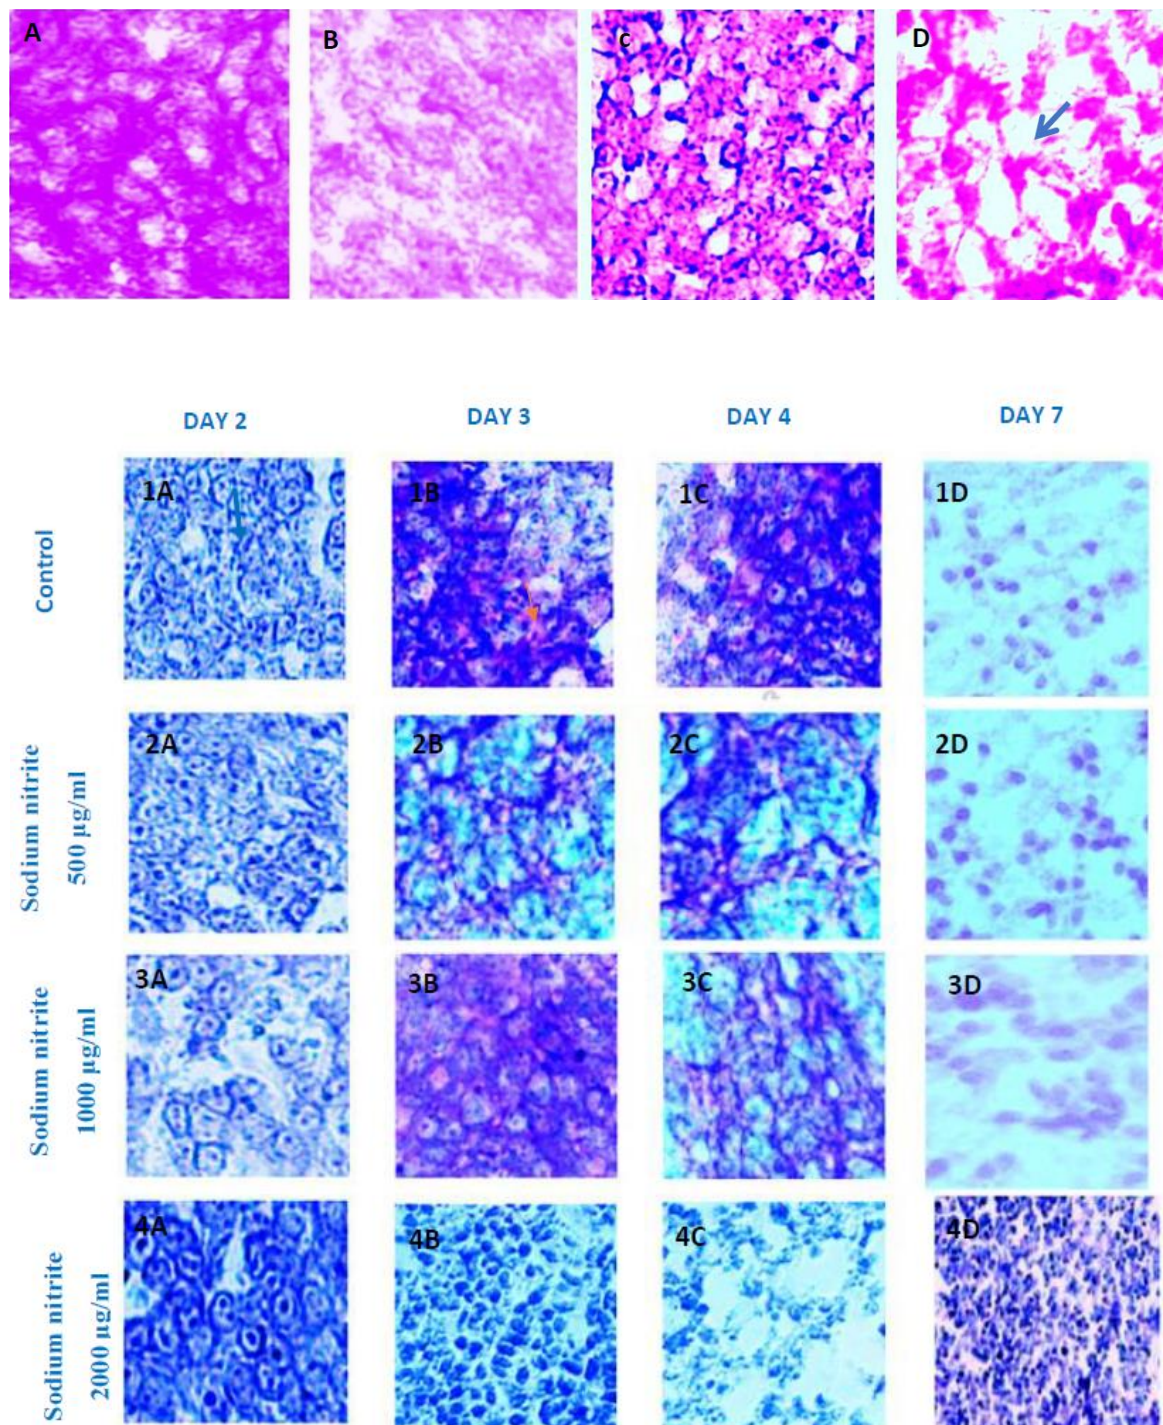 A B c D
DAY 2 DAY 3 DAY 4 DAY 7
Control
1A 1B 1C 1D
Sodium nitrite
500 µg/ml
2A 2B 2C 2D
Sodium nitrite
1000 µg/ml
3A 3B 3C 3D
Sodium nitrite
2000 µg/ml
4A 4B 4C 4D